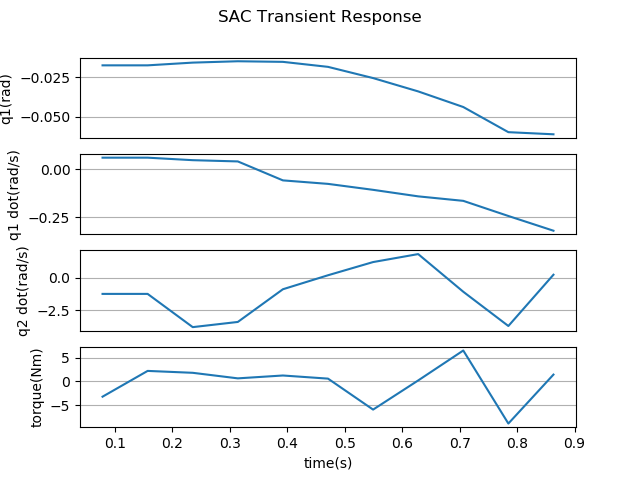 SAC Transient Response
q1(rad)
−0.025
−0.050
q1 dot(rad/s)
0.00
−0.25
q2 dot(rad/s)
0.0
−2.5
torque(Nm)
5
0
−5
0.1 0.2 0.3 0.4 0.5 0.6 0.7 0.8 0.9
time(s)